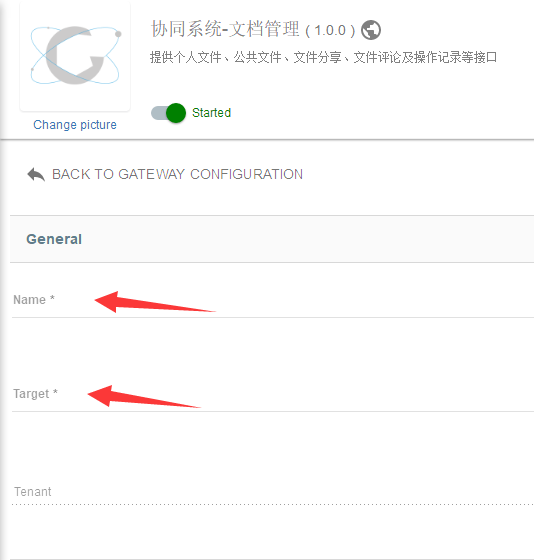 协同系统-文档管理 ( 1.0.0 )
提供个人文件、公共文件、文件分享、文件评论及操作记录等接口
Started
Change picture
BACK TO GATEWAY CONFIGURATION
General
Name *
Target *
Tenant